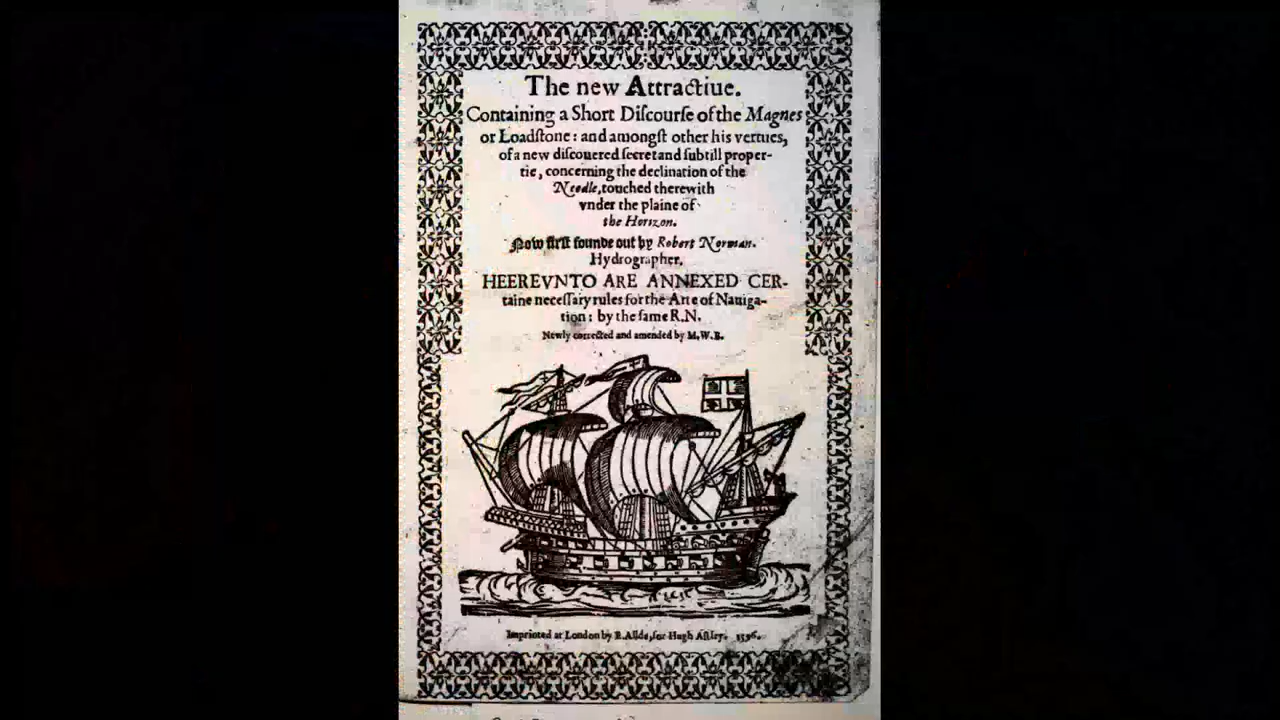 The new Attractiue.
Containing a Short Diſcourſe of the Magnes
or Loadſtone: and amongſt other his vertues,
of a new diſcouered ſecret and ſubtill proper-
tie, concerning the declination of the
Needle, touched therewith
vnder the plaine of
the Horizon.
Now firſt founde out by Robert Norman.
Hydrographer.
HEEREVNTO ARE ANNEXED CER-
taine neceſſary rules for the Arte of Nauiga-
tion: by the ſame R.N.
Newly corrected and amended by M.W.B.
Imprinted at London by E. Allde, for Hugh Aſtley. 1596.